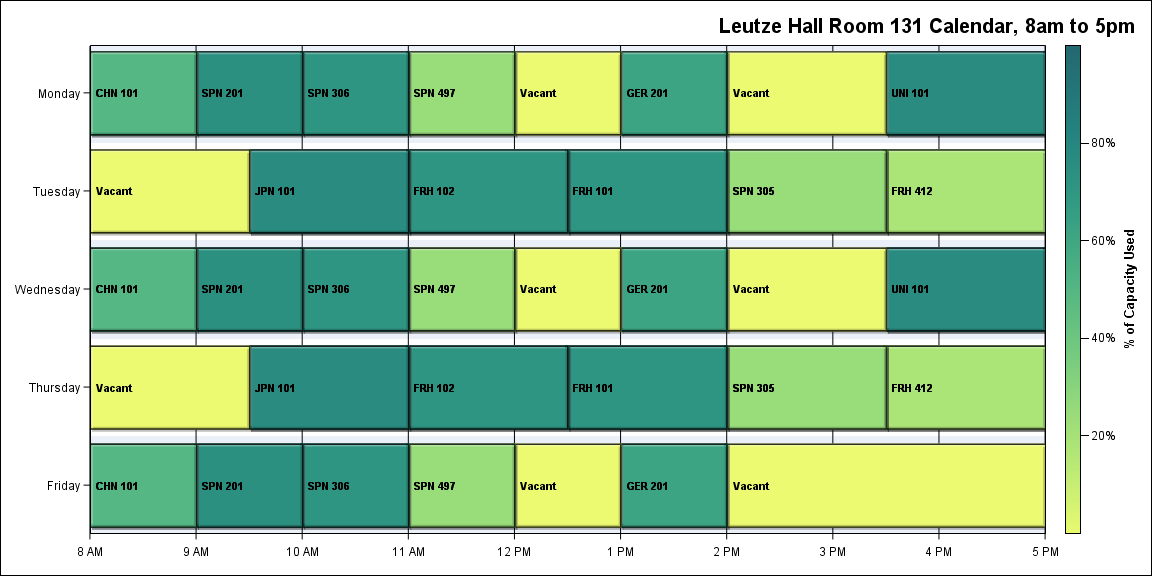 Leutze Hall Room 131 Calendar, 8am to 5pm
Monday
CHN 101
SPN 201
SPN 306
SPN 497
Vacant
GER 201
Vacant
UNI 101
Tuesday
Vacant
JPN 101
FRH 102
FRH 101
SPN 305
FRH 412
Wednesday
CHN 101
SPN 201
SPN 306
SPN 497
Vacant
GER 201
Vacant
UNI 101
Thursday
Vacant
JPN 101
FRH 102
FRH 101
SPN 305
FRH 412
Friday
CHN 101
SPN 201
SPN 306
SPN 497
Vacant
GER 201
Vacant
8 AM
9 AM
10 AM
11 AM
12 PM
1 PM
2 PM
3 PM
4 PM
5 PM
80%
60%
40%
20%
% of Capacity Used